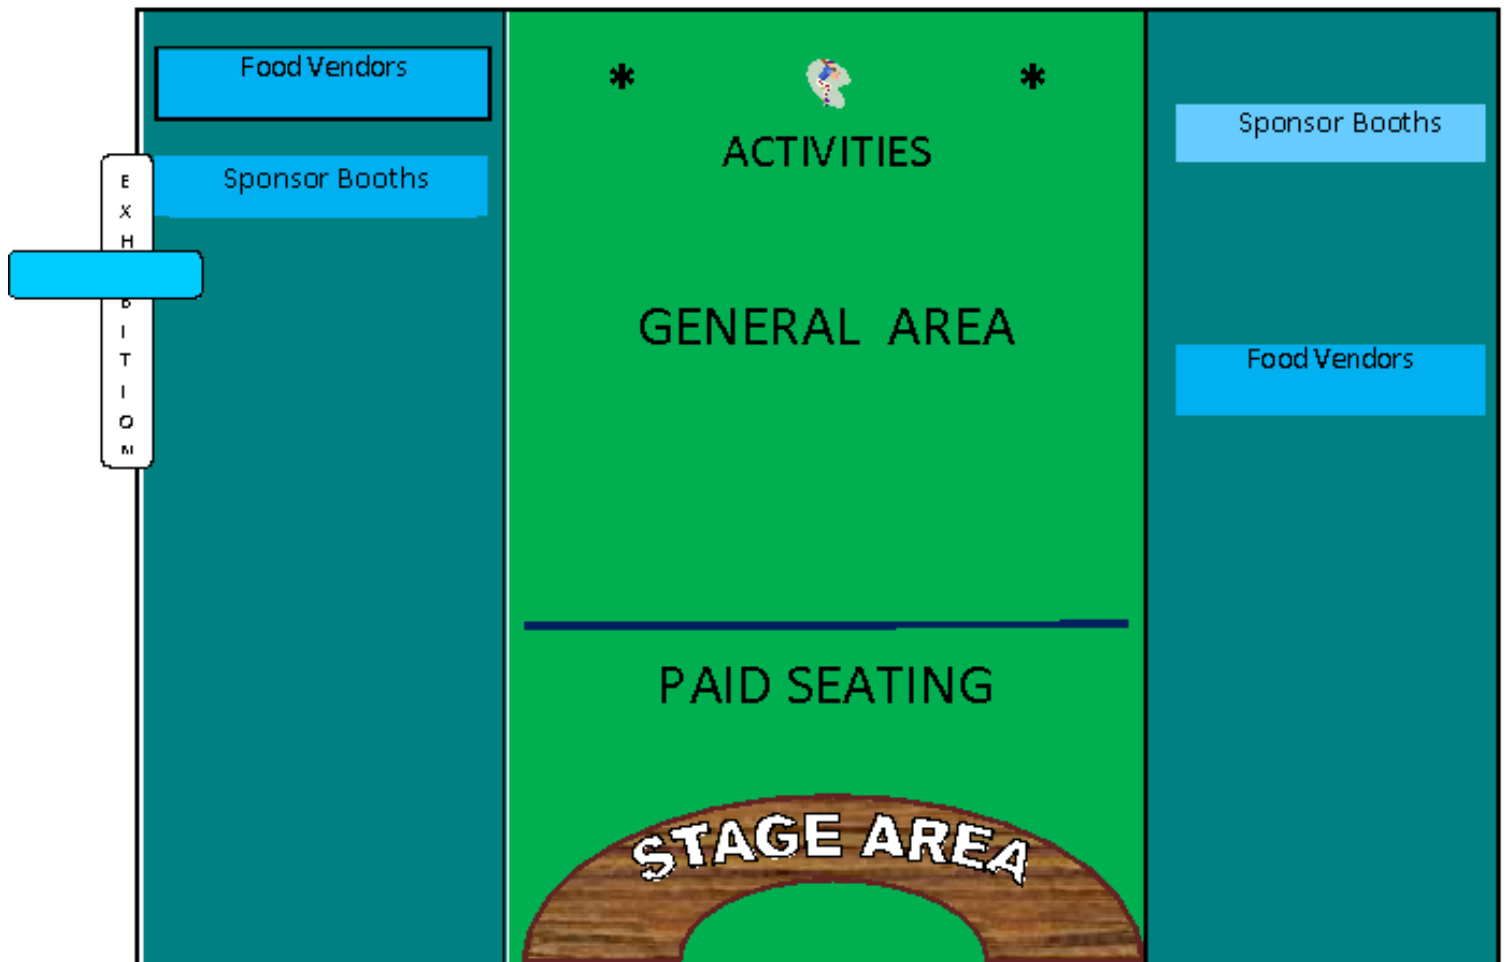 Food Vendors
Sponsor Booths
E
X
H
B
I
T
I
O
N
*
*
ACTIVITIES
GENERAL AREA
PAID SEATING
STAGE AREA
Sponsor Booths
Food Vendors